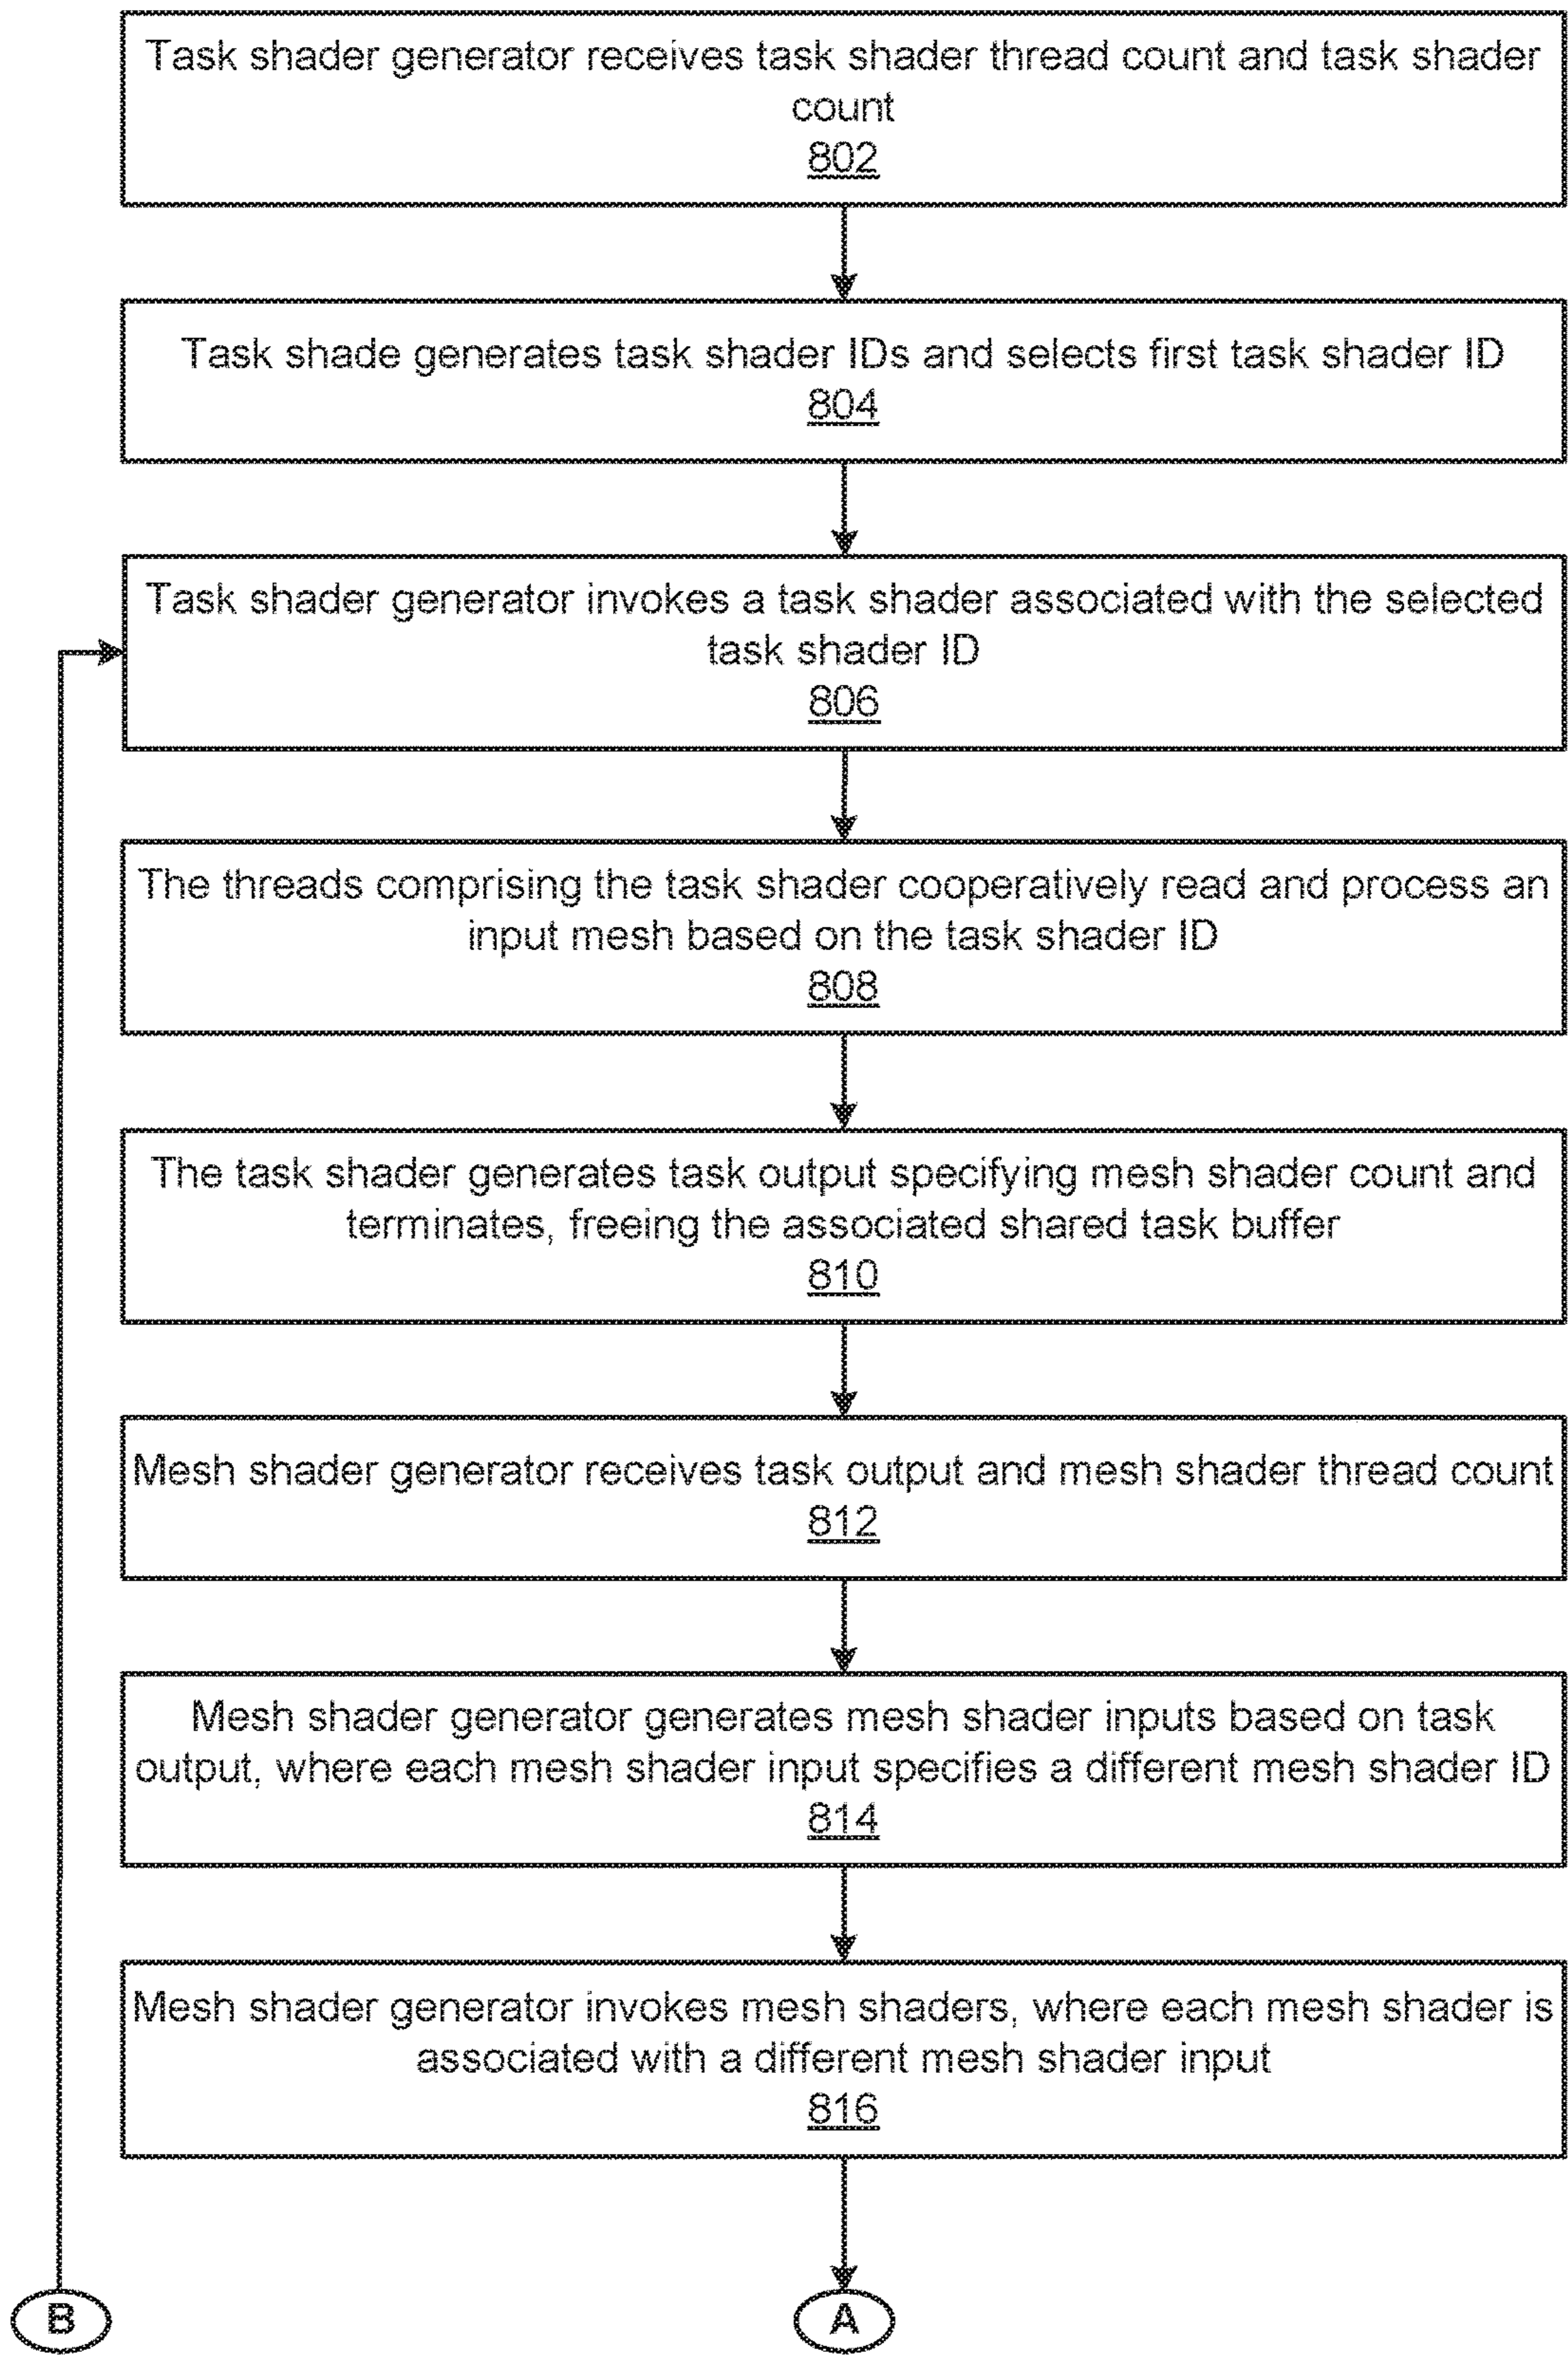 Task shader generator receives task shader thread count and task shader
count
802
Task shade generates task shader IDs and selects first task shader ID
804
Task shader generator invokes a task shader associated with the selected
task shader ID
806
The threads comprising the task shader cooperatively read and process an
input mesh based on the task shader ID
808
The task shader generates task output specifying mesh shader count and
terminates, freeing the associated shared task buffer
810
Mesh shader generator receives task output and mesh shader thread count
812
Mesh shader generator generates mesh shader inputs based on task
output, where each mesh shader input specifies a different mesh shader ID
814
Mesh shader generator invokes mesh shaders, where each mesh shader is
associated with a different mesh shader input
816
B
A